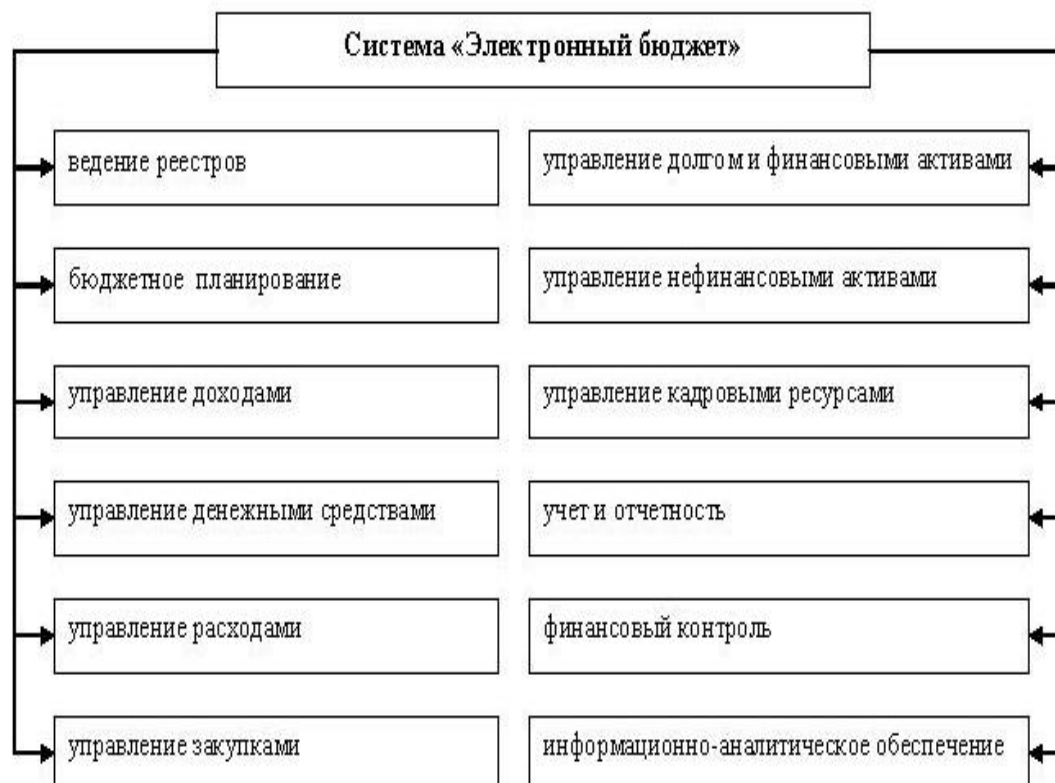 Система «Электронный бюджет»
ведение реестров
бюджетное планирование
управление доходами
управление денежными средствами
управление расходами
управление закупками
управление долгом и финансовыми активами
управление нефинансовыми активами
управление кадровыми ресурсами
учет и отчетность
финансовый контроль
информационно-аналитическое обеспечение